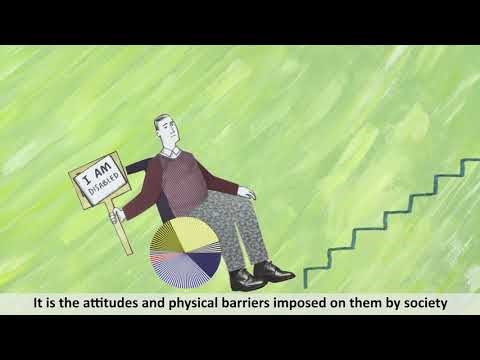 I AM
DISABLED
It is the attitudes and physical barriers imposed on them by society